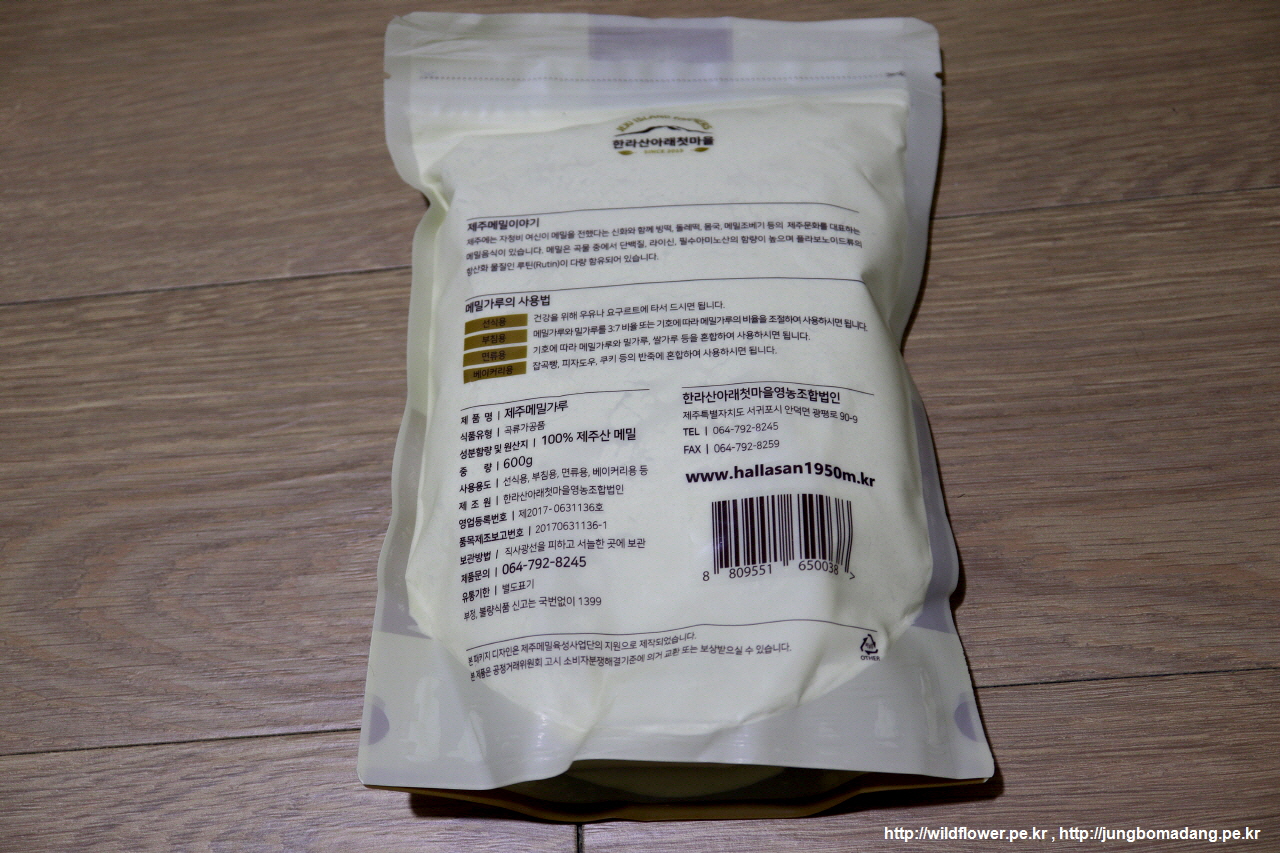 JEJU ISLAND FARMERS
한라산아래첫마을
SINCE 2015
제주메밀이야기
제주에는 자청비 여신이 메밀을 전했다는 신화와 함께 빙떡, 돌레떡, 몸국, 메밀조베기 등의 제주문화를 대표하는
메밀음식이 있습니다. 메밀은 곡물 중에서 단백질, 라이신, 필수아미노산의 함량이 높으며 플라보노이드류의
항산화 물질인 루틴(Rutin)이 다량 함유되어 있습니다.
메밀가루의 사용법
선식용 건강을 위해 우유나 요구르트에 타서 드시면 됩니다.
부침용 메밀가루와 밀가루를 3:7 비율 또는 기호에 따라 메밀가루의 비율을 조절하여 사용하시면 됩니다.
면류용 기호에 따라 메밀가루와 밀가루, 쌀가루 등을 혼합하여 사용하시면 됩니다.
베이커리용 잡곡빵, 피자도우, 쿠키 등의 반죽에 혼합하여 사용하시면 됩니다.
제 품 명 | 제주메밀가루
식품유형 | 곡류가공품
성분함량 및 원산지 | 100% 제주산 메밀
중 량 | 600g
사용용도 | 선식용, 부침용, 면류용, 베이커리용 등
제 조 원 | 한라산아래첫마을영농조합법인
영업등록번호 | 제2017-0631136호
품목제조보고번호 | 20170631136-1
보관방법 / 직사광선을 피하고 서늘한 곳에 보관
제품문의 | 064-792-8245
유통기한 | 별도표기
부정, 불량식품 신고는 국번없이 1399
한라산아래첫마을영농조합법인
제주특별자치도 서귀포시 안덕면 광평로 90-9
TEL | 064-792-8245
FAX | 064-792-8259
www.hallasan1950m.kr
8 809551 650038 >
본 패키지 디자인은 제주메밀육성사업단의 지원으로 제작되었습니다.
본 제품은 공정거래위원회 고시 소비자분쟁해결기준에 의거 교환 또는 보상받으실 수 있습니다.
OTHER
http://wildflower.pe.kr , http://jungbomadang.pe.kr